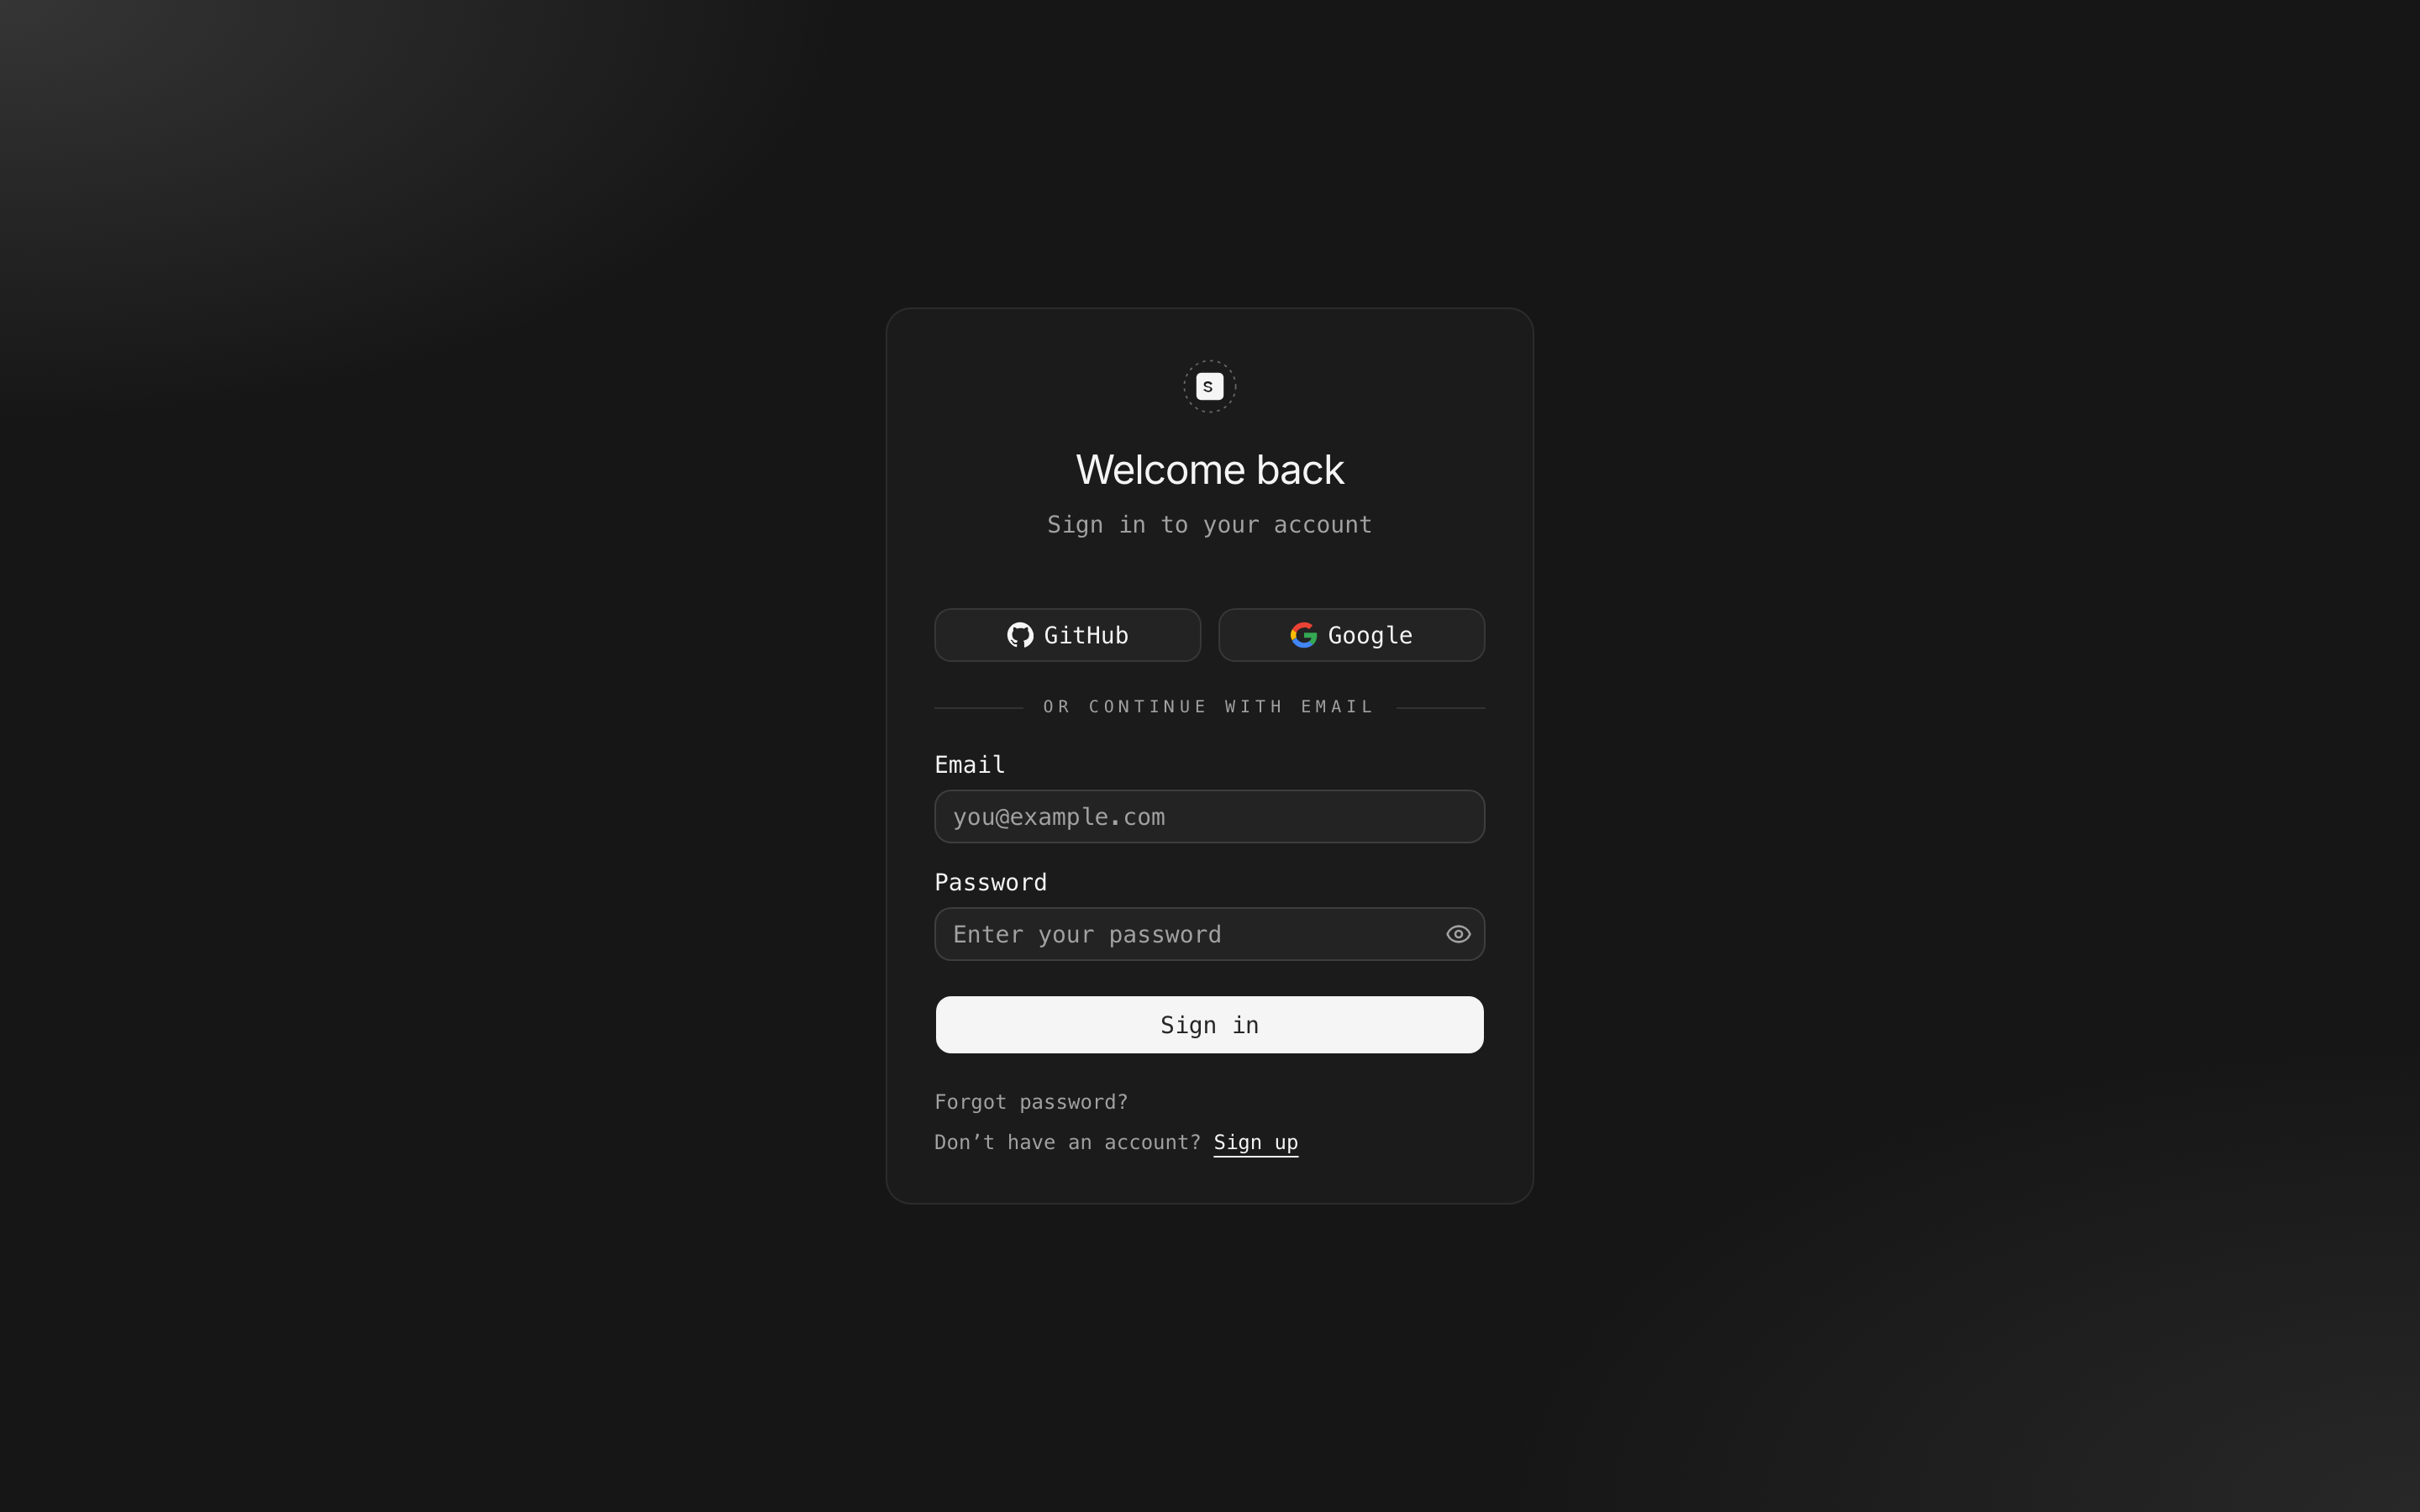 S
Welcome back
Sign in to your account
GitHub
Google
OR CONTINUE WITH EMAIL
Email
you@example.com
Password
Enter your password
Sign in
Forgot password?
Don’t have an account? Sign up